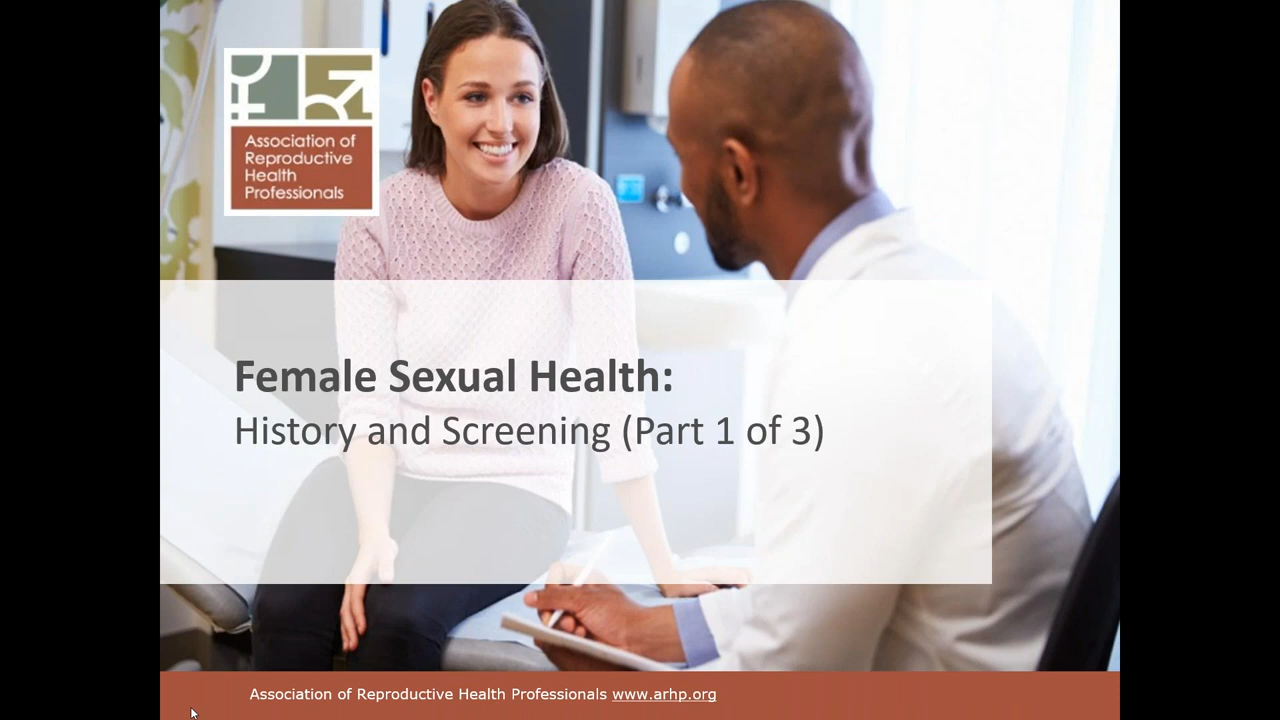 Association of
Reproductive
Health
Professionals
Female Sexual Health:
History and Screening (Part 1 of 3)
Association of Reproductive Health Professionals www.arhp.org